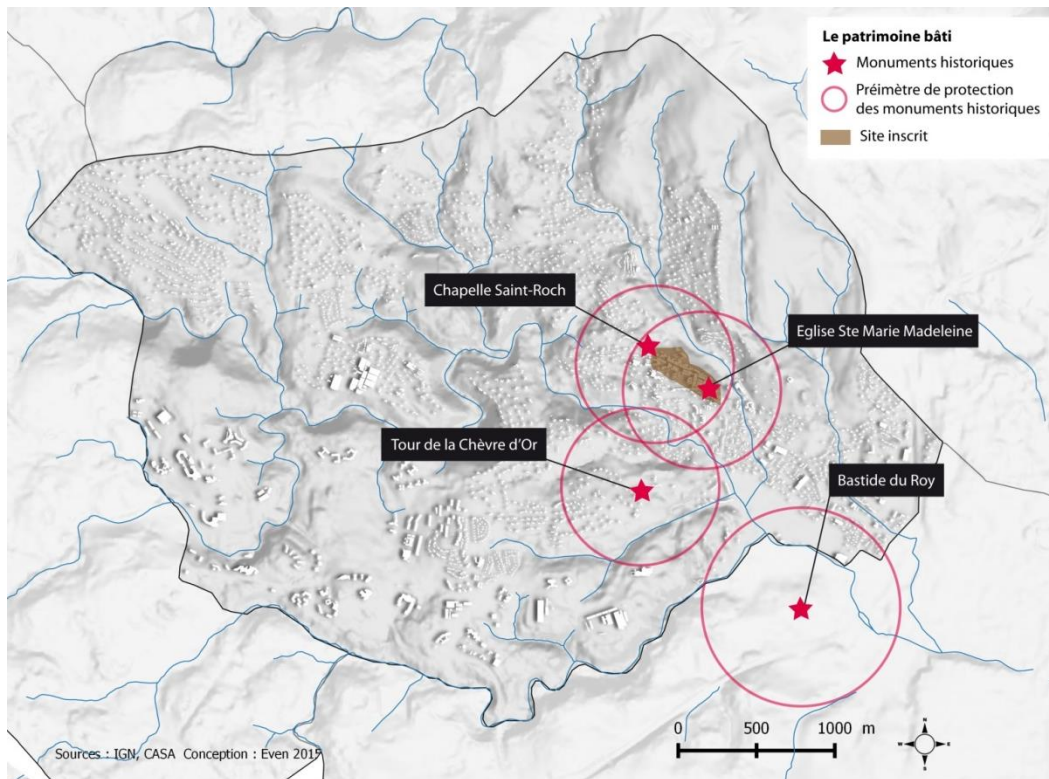 Le patrimoine bâti
Monuments historiques
Préimètre de protection
des monuments historiques
Site inscrit
Chapelle Saint-Roch
Eglise Ste Marie Madeleine
Tour de la Chèvre d'Or
Bastide du Roy
0 500 1000 m
N
O E
S
Sources : IGN, CASA Conception : Even 2015